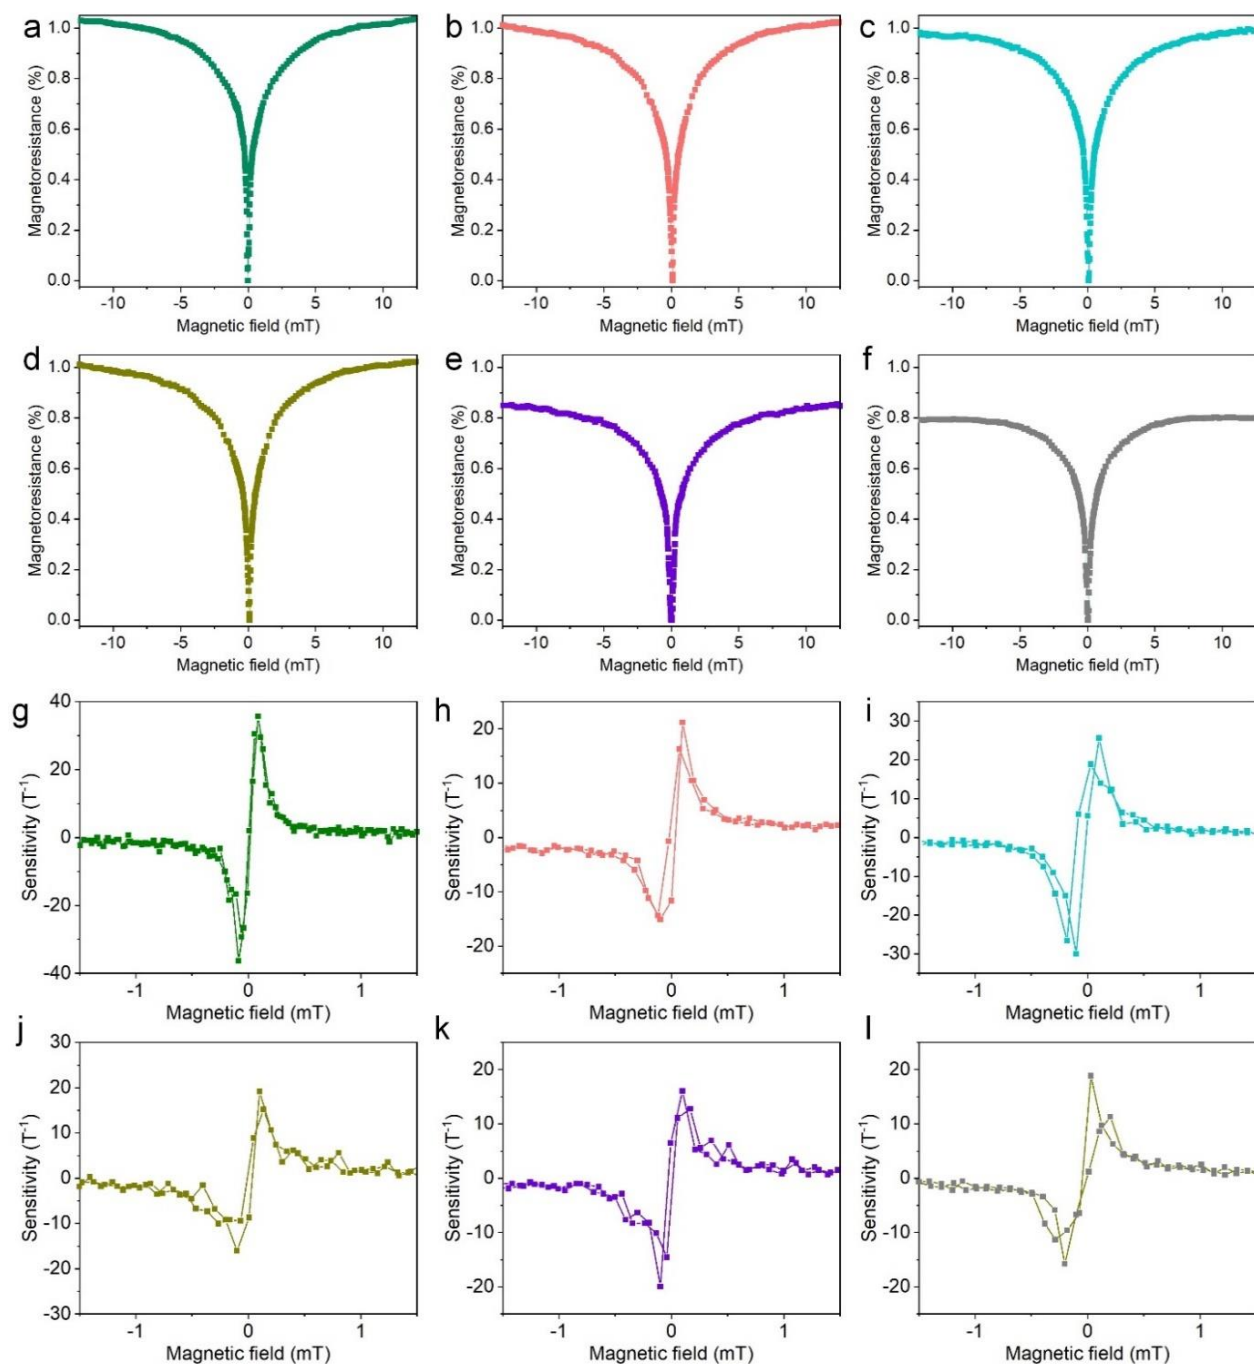 a
b
c
1.0
0.8
0.6
0.4
0.2
0.0
Magnetoresistance (%)
-10 -5 0 5 10
Magnetic field (mT)
1.0
0.8
0.6
0.4
0.2
0.0
Magnetoresistance (%)
-10 -5 0 5 10
Magnetic field (mT)
1.0
0.8
0.6
0.4
0.2
0.0
Magnetoresistance (%)
-10 -5 0 5 10
Magnetic field (mT)
d
e
f
1.0
0.8
0.6
0.4
0.2
0.0
Magnetoresistance (%)
-10 -5 0 5 10
Magnetic field (mT)
1.0
0.8
0.6
0.4
0.2
0.0
Magnetoresistance (%)
-10 -5 0 5 10
Magnetic field (mT)
1.0
0.8
0.6
0.4
0.2
0.0
Magnetoresistance (%)
-10 -5 0 5 10
Magnetic field (mT)
g
h
i
40
20
0
-20
-40
Sensitivity (T⁻¹)
-1 0 1
Magnetic field (mT)
20
10
0
-10
-20
Sensitivity (T⁻¹)
-1 0 1
Magnetic field (mT)
30
20
10
0
-10
-20
-30
Sensitivity (T⁻¹)
-1 0 1
Magnetic field (mT)
j
k
l
30
20
10
0
-10
-20
-30
Sensitivity (T⁻¹)
-1 0 1
Magnetic field (mT)
20
10
0
-10
-20
Sensitivity (T⁻¹)
-1 0 1
Magnetic field (mT)
20
10
0
-10
-20
Sensitivity (T⁻¹)
-1 0 1
Magnetic field (mT)